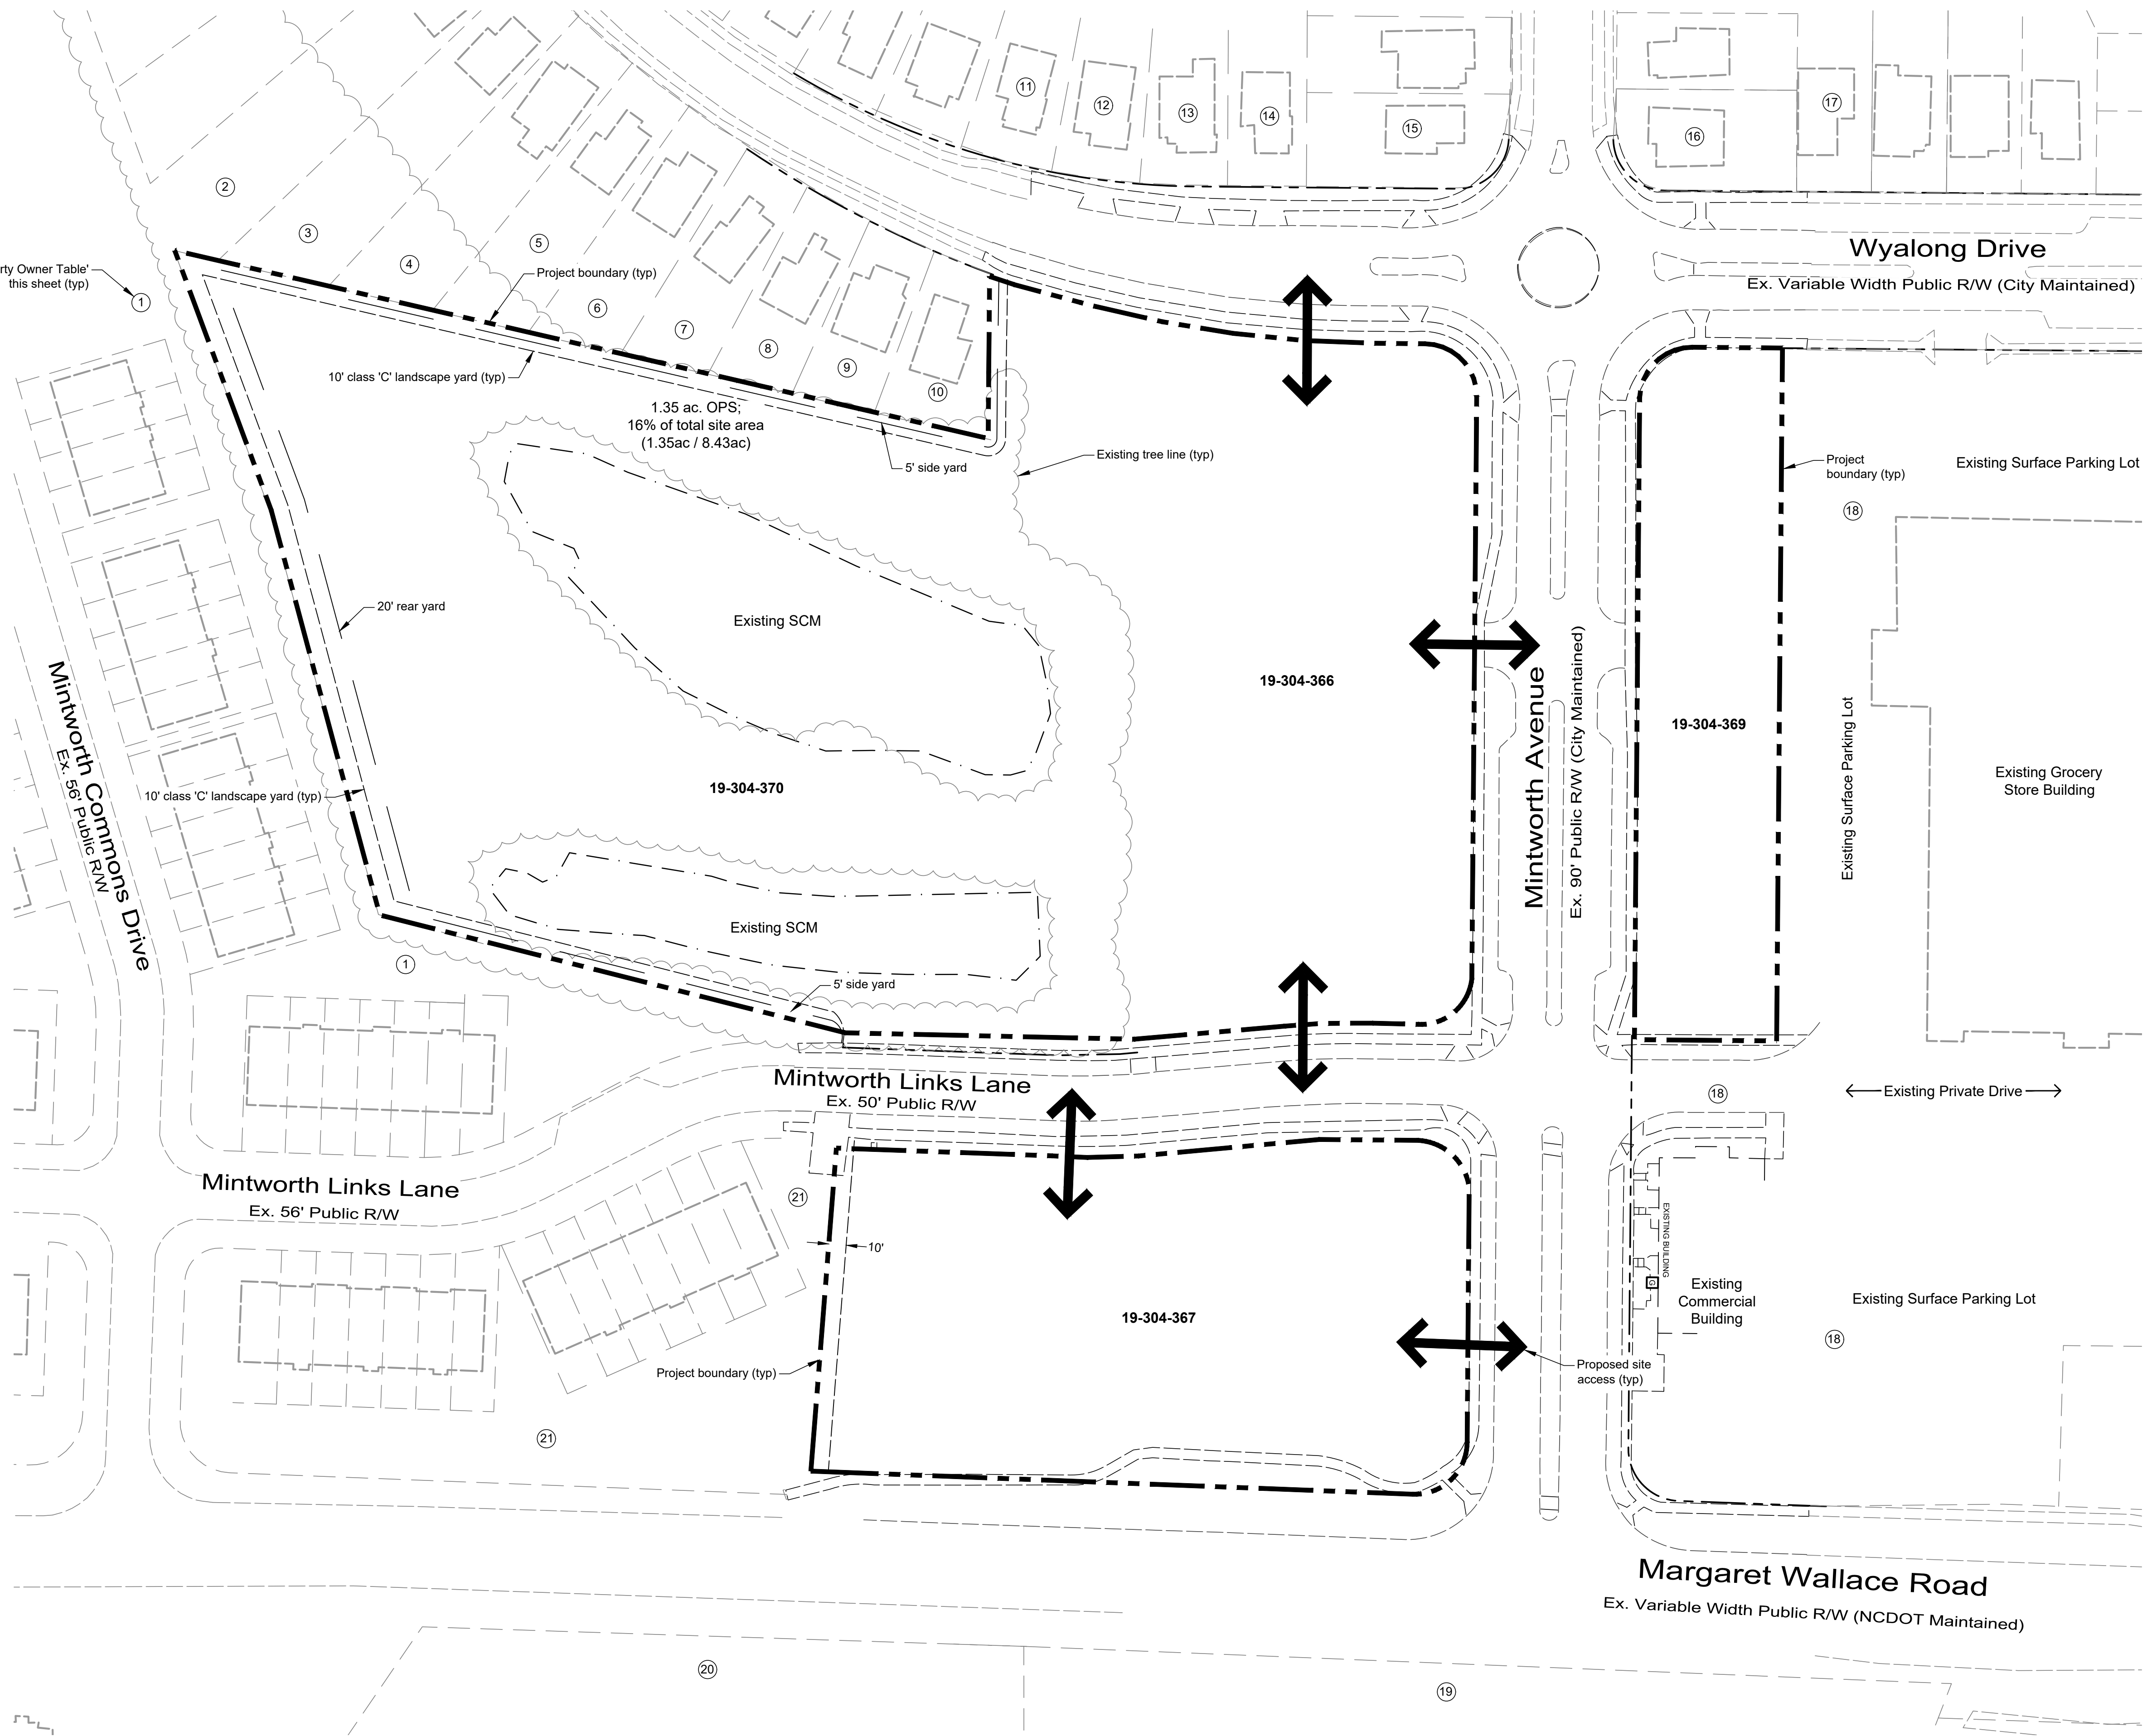 11
12
13
14
15
16
17
2
3
4
5
6
7
8
9
10
rty Owner Table'
this sheet (typ)
1
Project boundary (typ)
Wyalong Drive
Ex. Variable Width Public R/W (City Maintained)
10' class 'C' landscape yard (typ)
1.35 ac. OPS;
16% of total site area
(1.35ac / 8.43ac)
5' side yard
Existing tree line (typ)
Project
boundary (typ)
Existing Surface Parking Lot
18
20' rear yard
Existing SCM
19-304-366
Mintworth Avenue
Ex. 90' Public R/W (City Maintained)
19-304-369
Existing Surface Parking Lot
Existing Grocery
Store Building
Mintworth Commons Drive
Ex. 56' Public R/W
10' class 'C' landscape yard (typ)
19-304-370
Existing SCM
1
5' side yard
Mintworth Links Lane
Ex. 50' Public R/W
18
Existing Private Drive
Mintworth Links Lane
Ex. 56' Public R/W
21
10'
EXISTING BUILDING
G
Existing
Commercial
Building
Existing Surface Parking Lot
18
19-304-367
Project boundary (typ)
Proposed site
access (typ)
21
Margaret Wallace Road
Ex. Variable Width Public R/W (NCDOT Maintained)
20
19